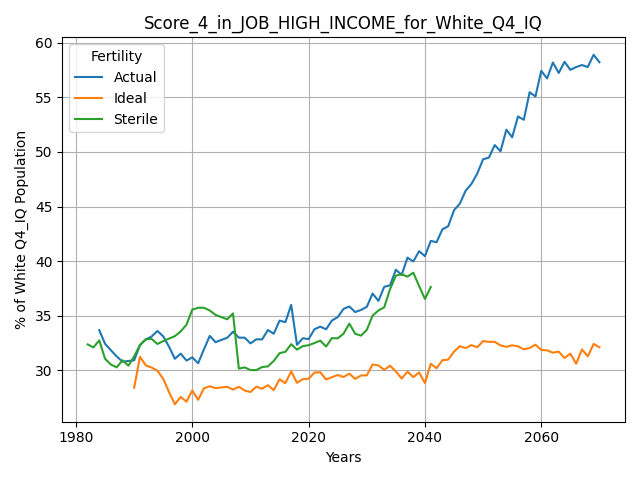 Score_4_in_JOB_HIGH_INCOME_for_White_Q4_IQ
Fertility
Actual
Ideal
Sterile
% of White Q4_IQ Population
60
55
50
45
40
35
30
1980
2000
2020
2040
2060
Years